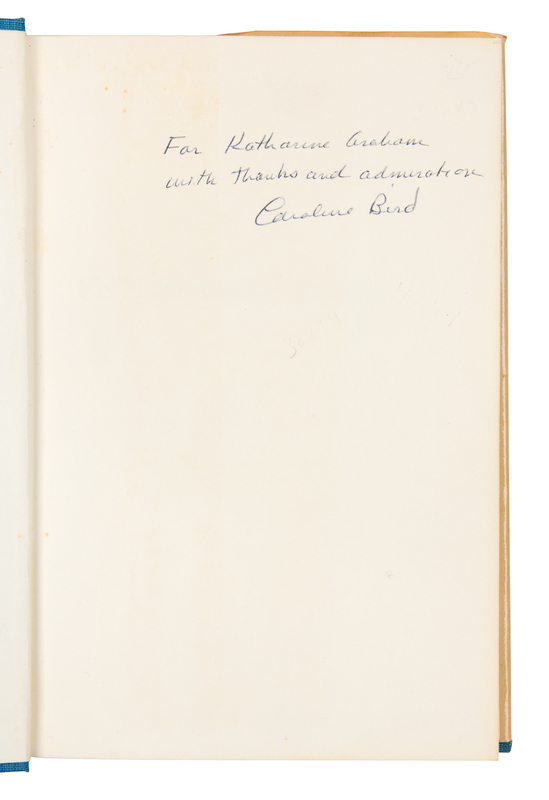 For Katharine Graham
with thanks and admiration
Caroline Bird